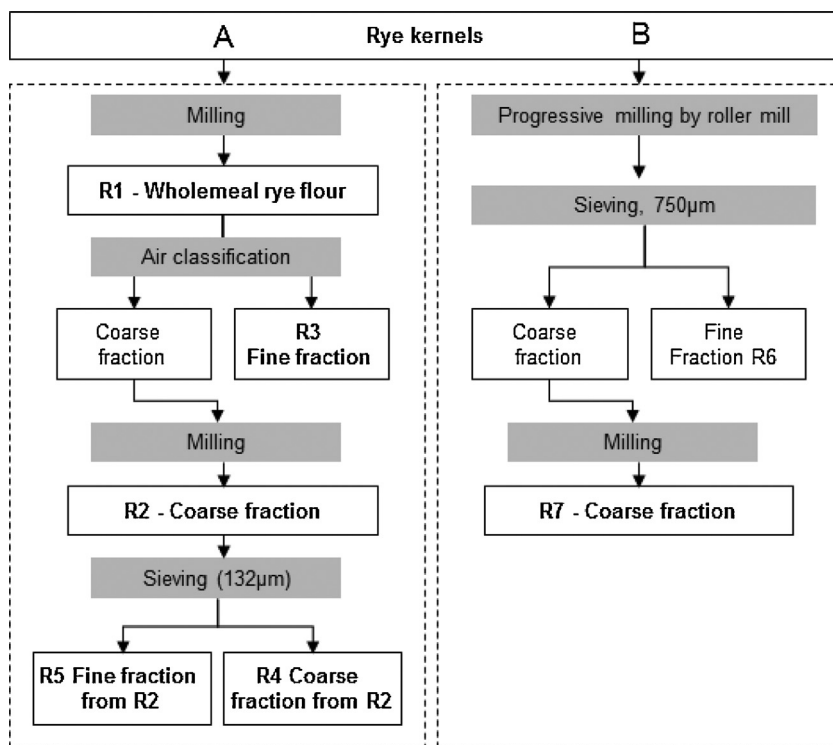 A
Rye kernels
B
Milling
R1 - Wholemeal rye flour
Air classification
Coarse
fraction
R3
Fine fraction
Milling
R2 - Coarse fraction
Sieving (132µm)
R5 Fine fraction
from R2
R4 Coarse
fraction from R2
Progressive milling by roller mill
Sieving, 750µm
Coarse
fraction
Fine
Fraction R6
Milling
R7 - Coarse fraction